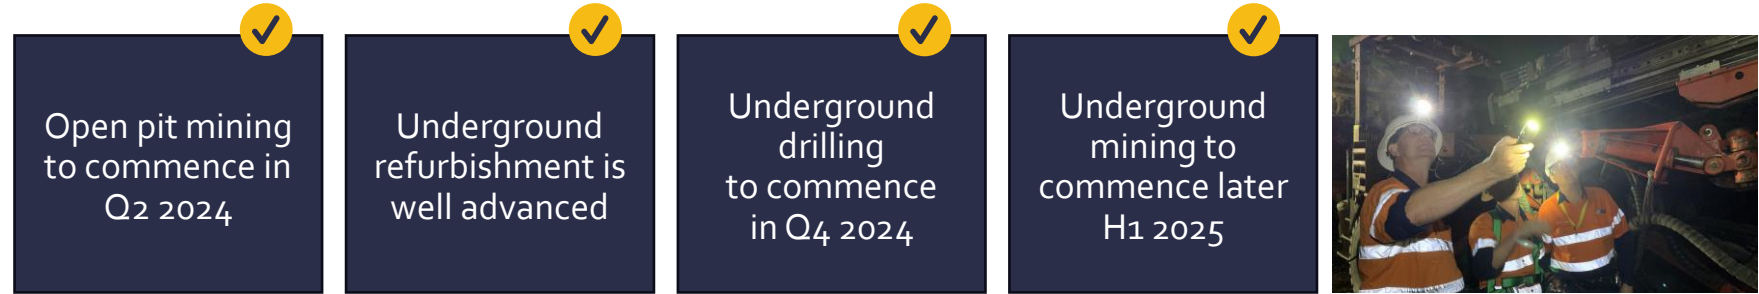 Open pit mining
to commence in
Q2 2024
Underground
refurbishment is
well advanced
Underground
drilling
to commence
in Q4 2024
Underground
mining to
commence later
H1 2025